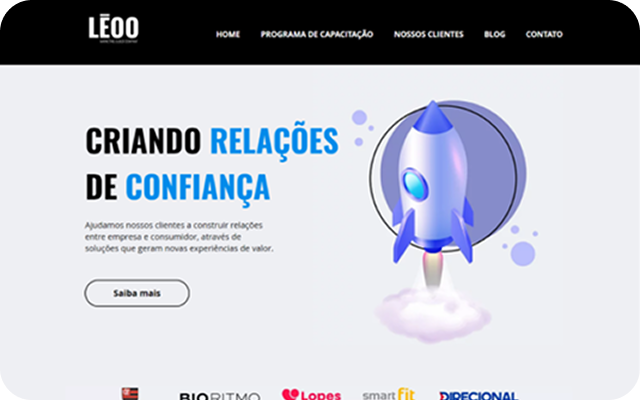 LĒOO
HOME PROGRAMA DE CAPACITAÇÃO NOSSOS CLIENTES BLOG CONTATO
CRIANDO RELAÇÕES
DE CONFIANÇA
Ajudamos nossos clientes a construir relações
entre empresa e consumidor, através de
soluções que geram novas experiências de valor.
Saiba mais
BIORITMO Lopes smartfit DIRECIONAL